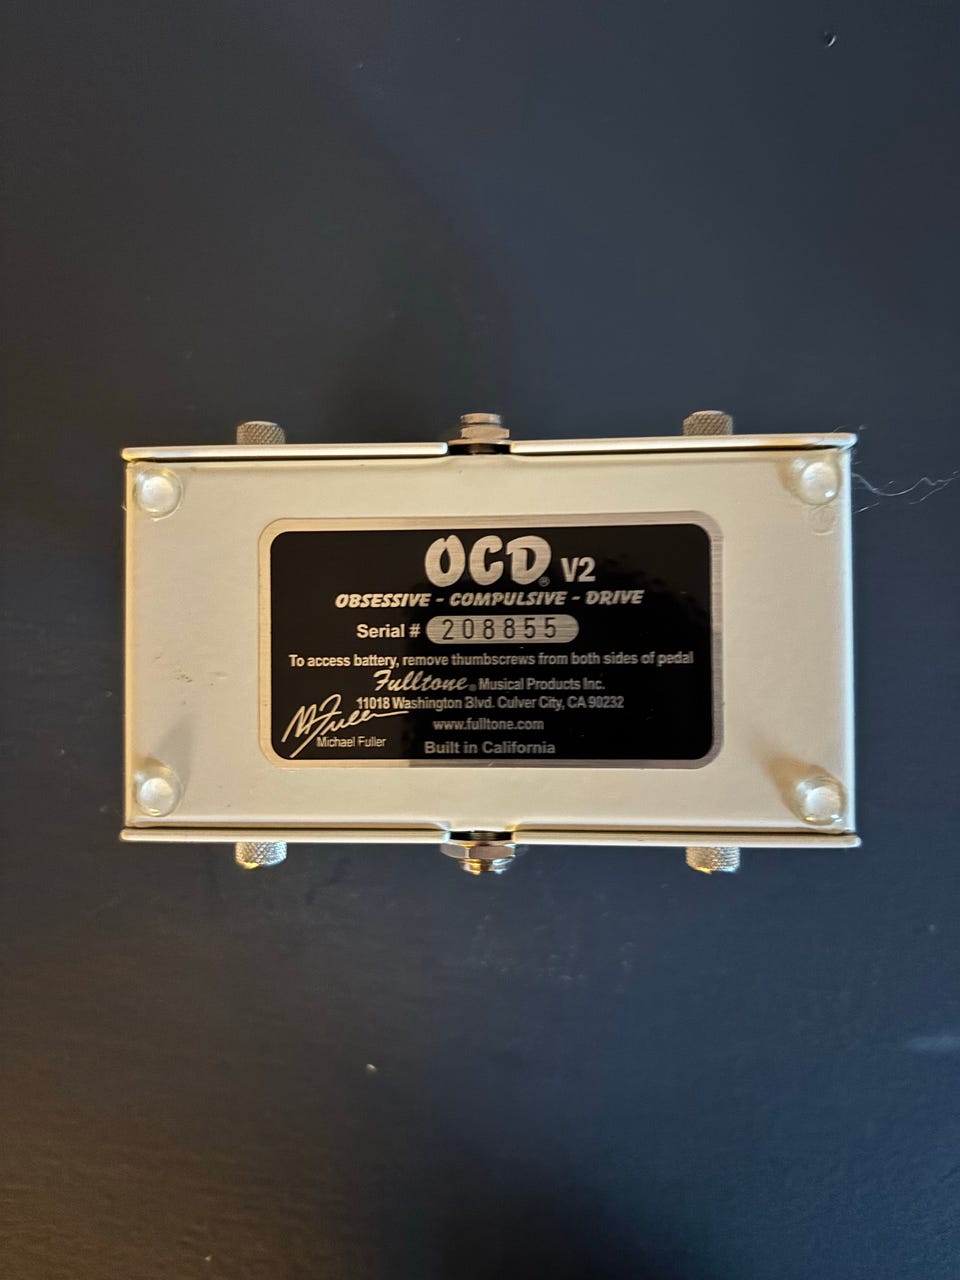 OCD® V2
OBSESSIVE - COMPULSIVE - DRIVE
Serial # 208855
To access battery, remove thumbscrews from both sides of pedal
Fulltone® Musical Products Inc.
11018 Washington Blvd. Culver City, CA 90232
www.fulltone.com
M Fuller
Michael Fuller
Built in California